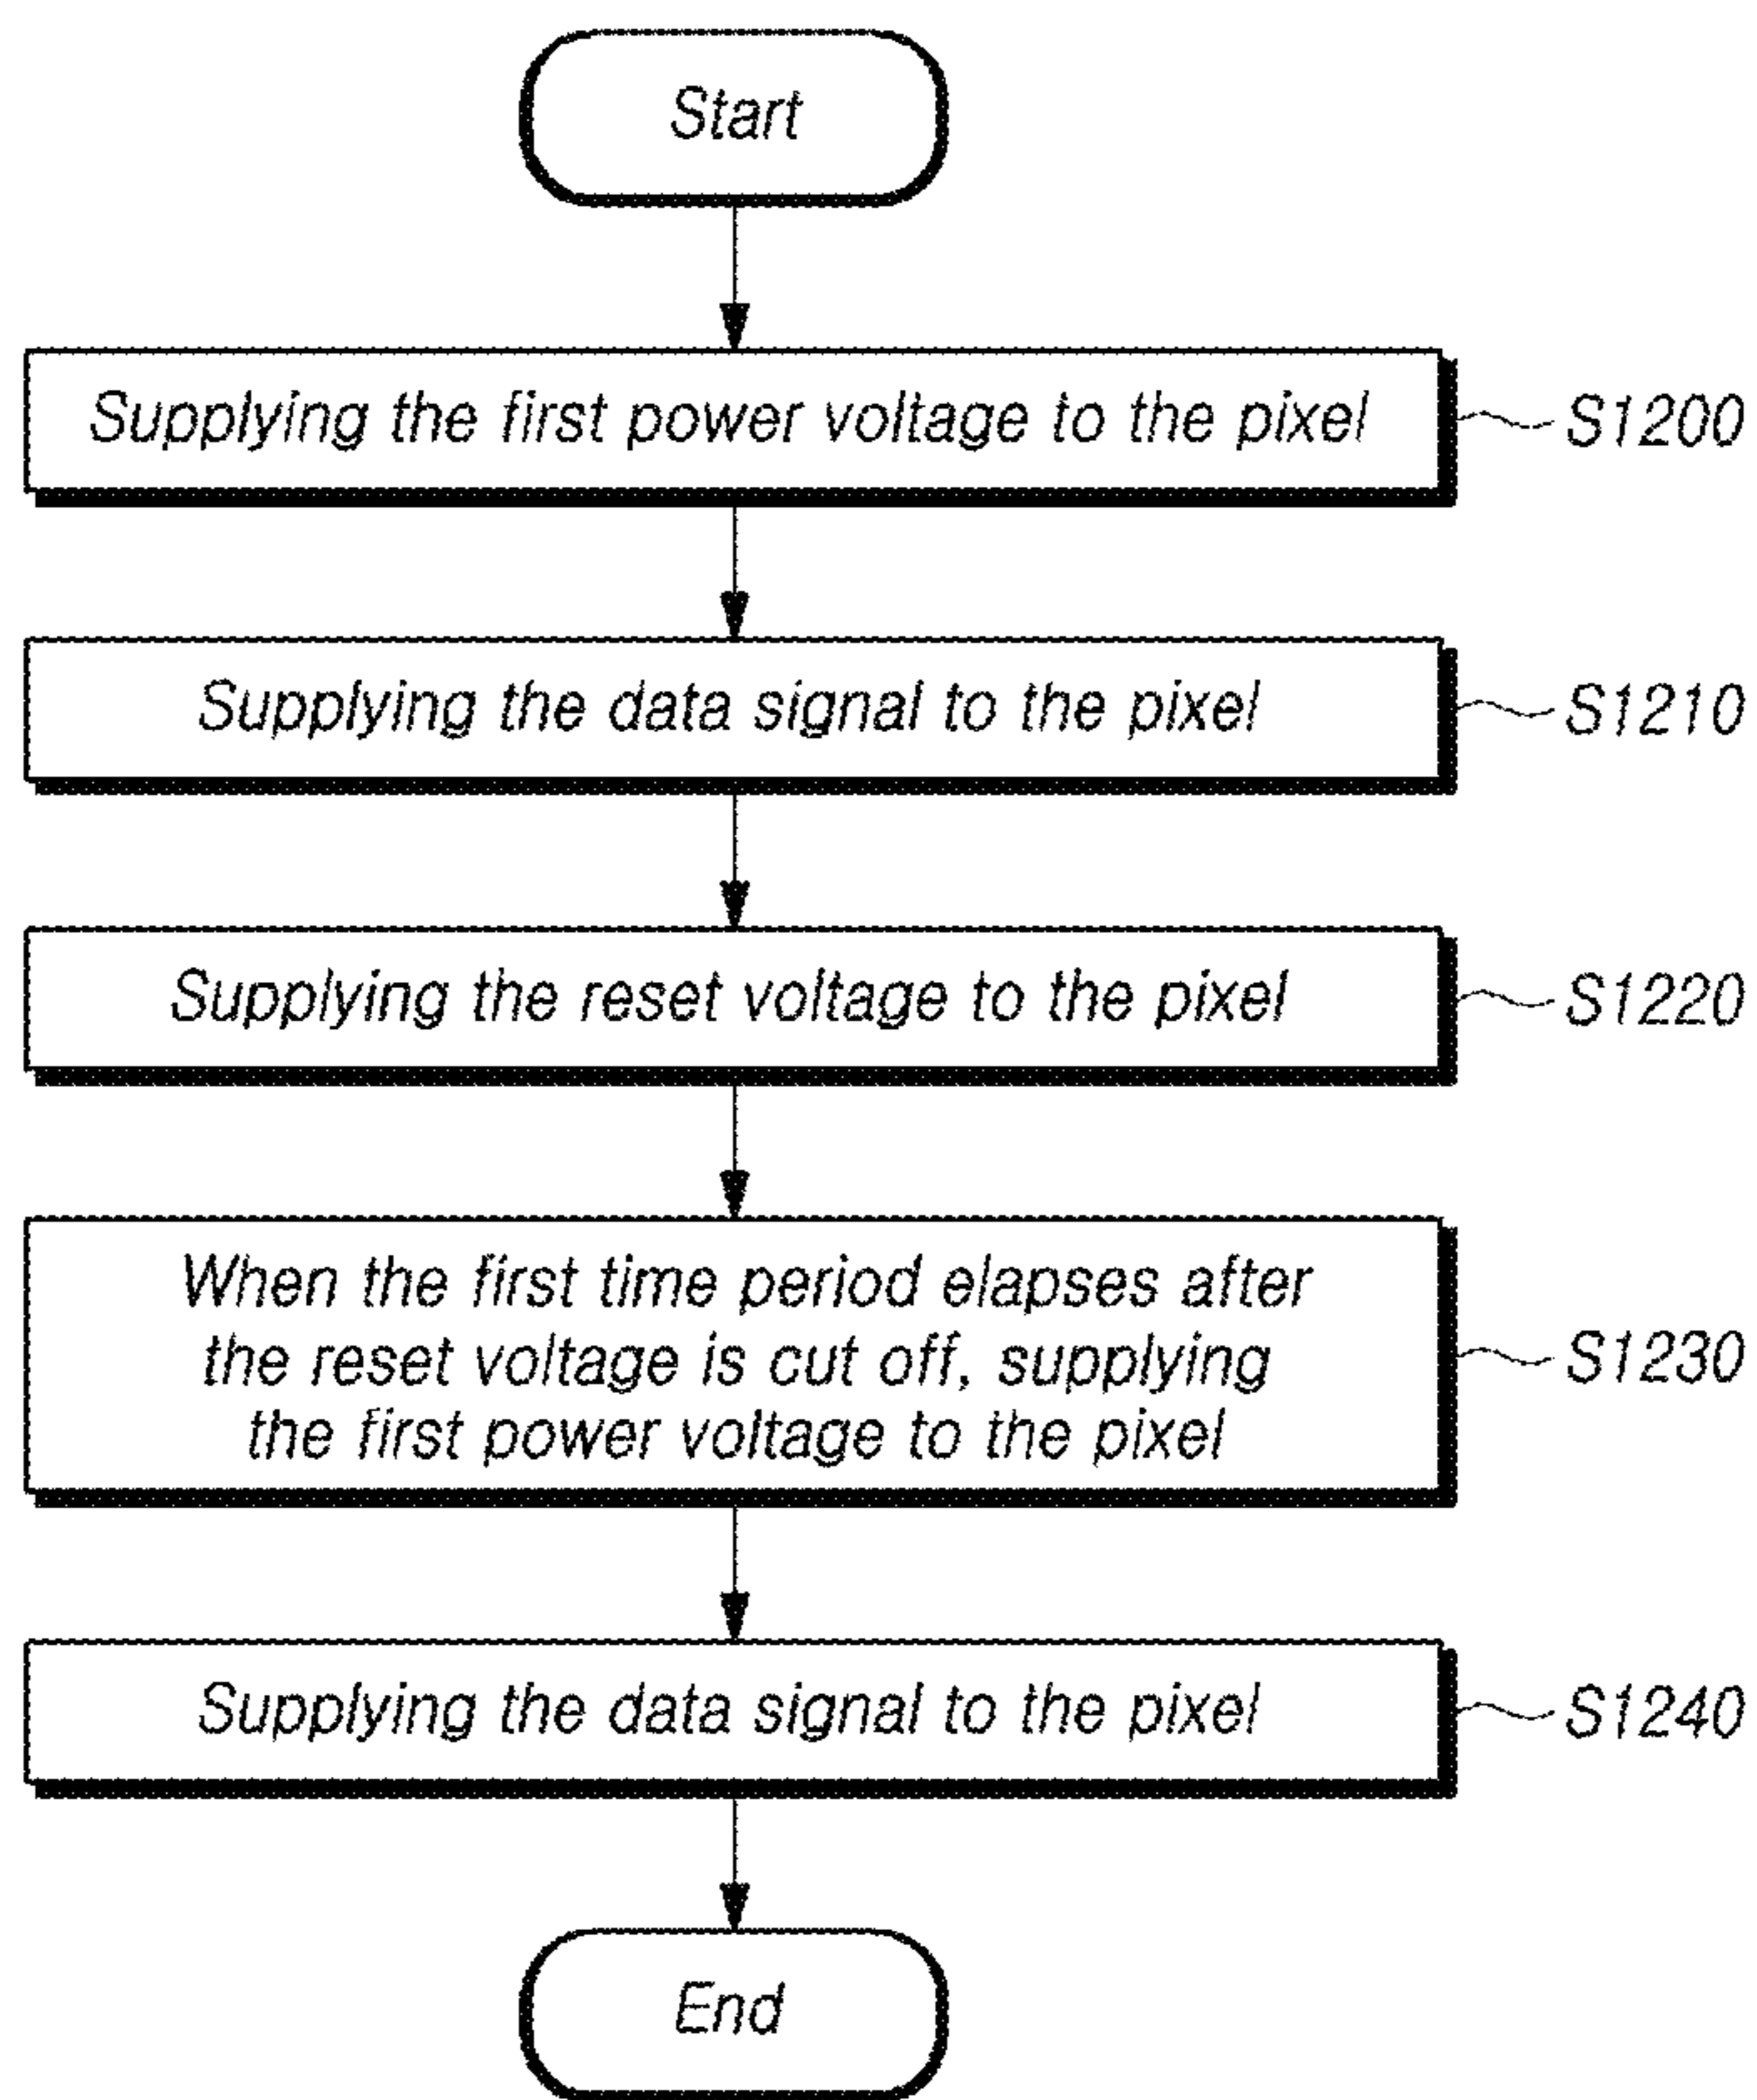 Start
Supplying the first power voltage to the pixel
S1200
Supplying the data signal to the pixel
S1210
Supplying the reset voltage to the pixel
S1220
When the first time period elapses after
the reset voltage is cut off, supplying
the first power voltage to the pixel
S1230
Supplying the data signal to the pixel
S1240
End